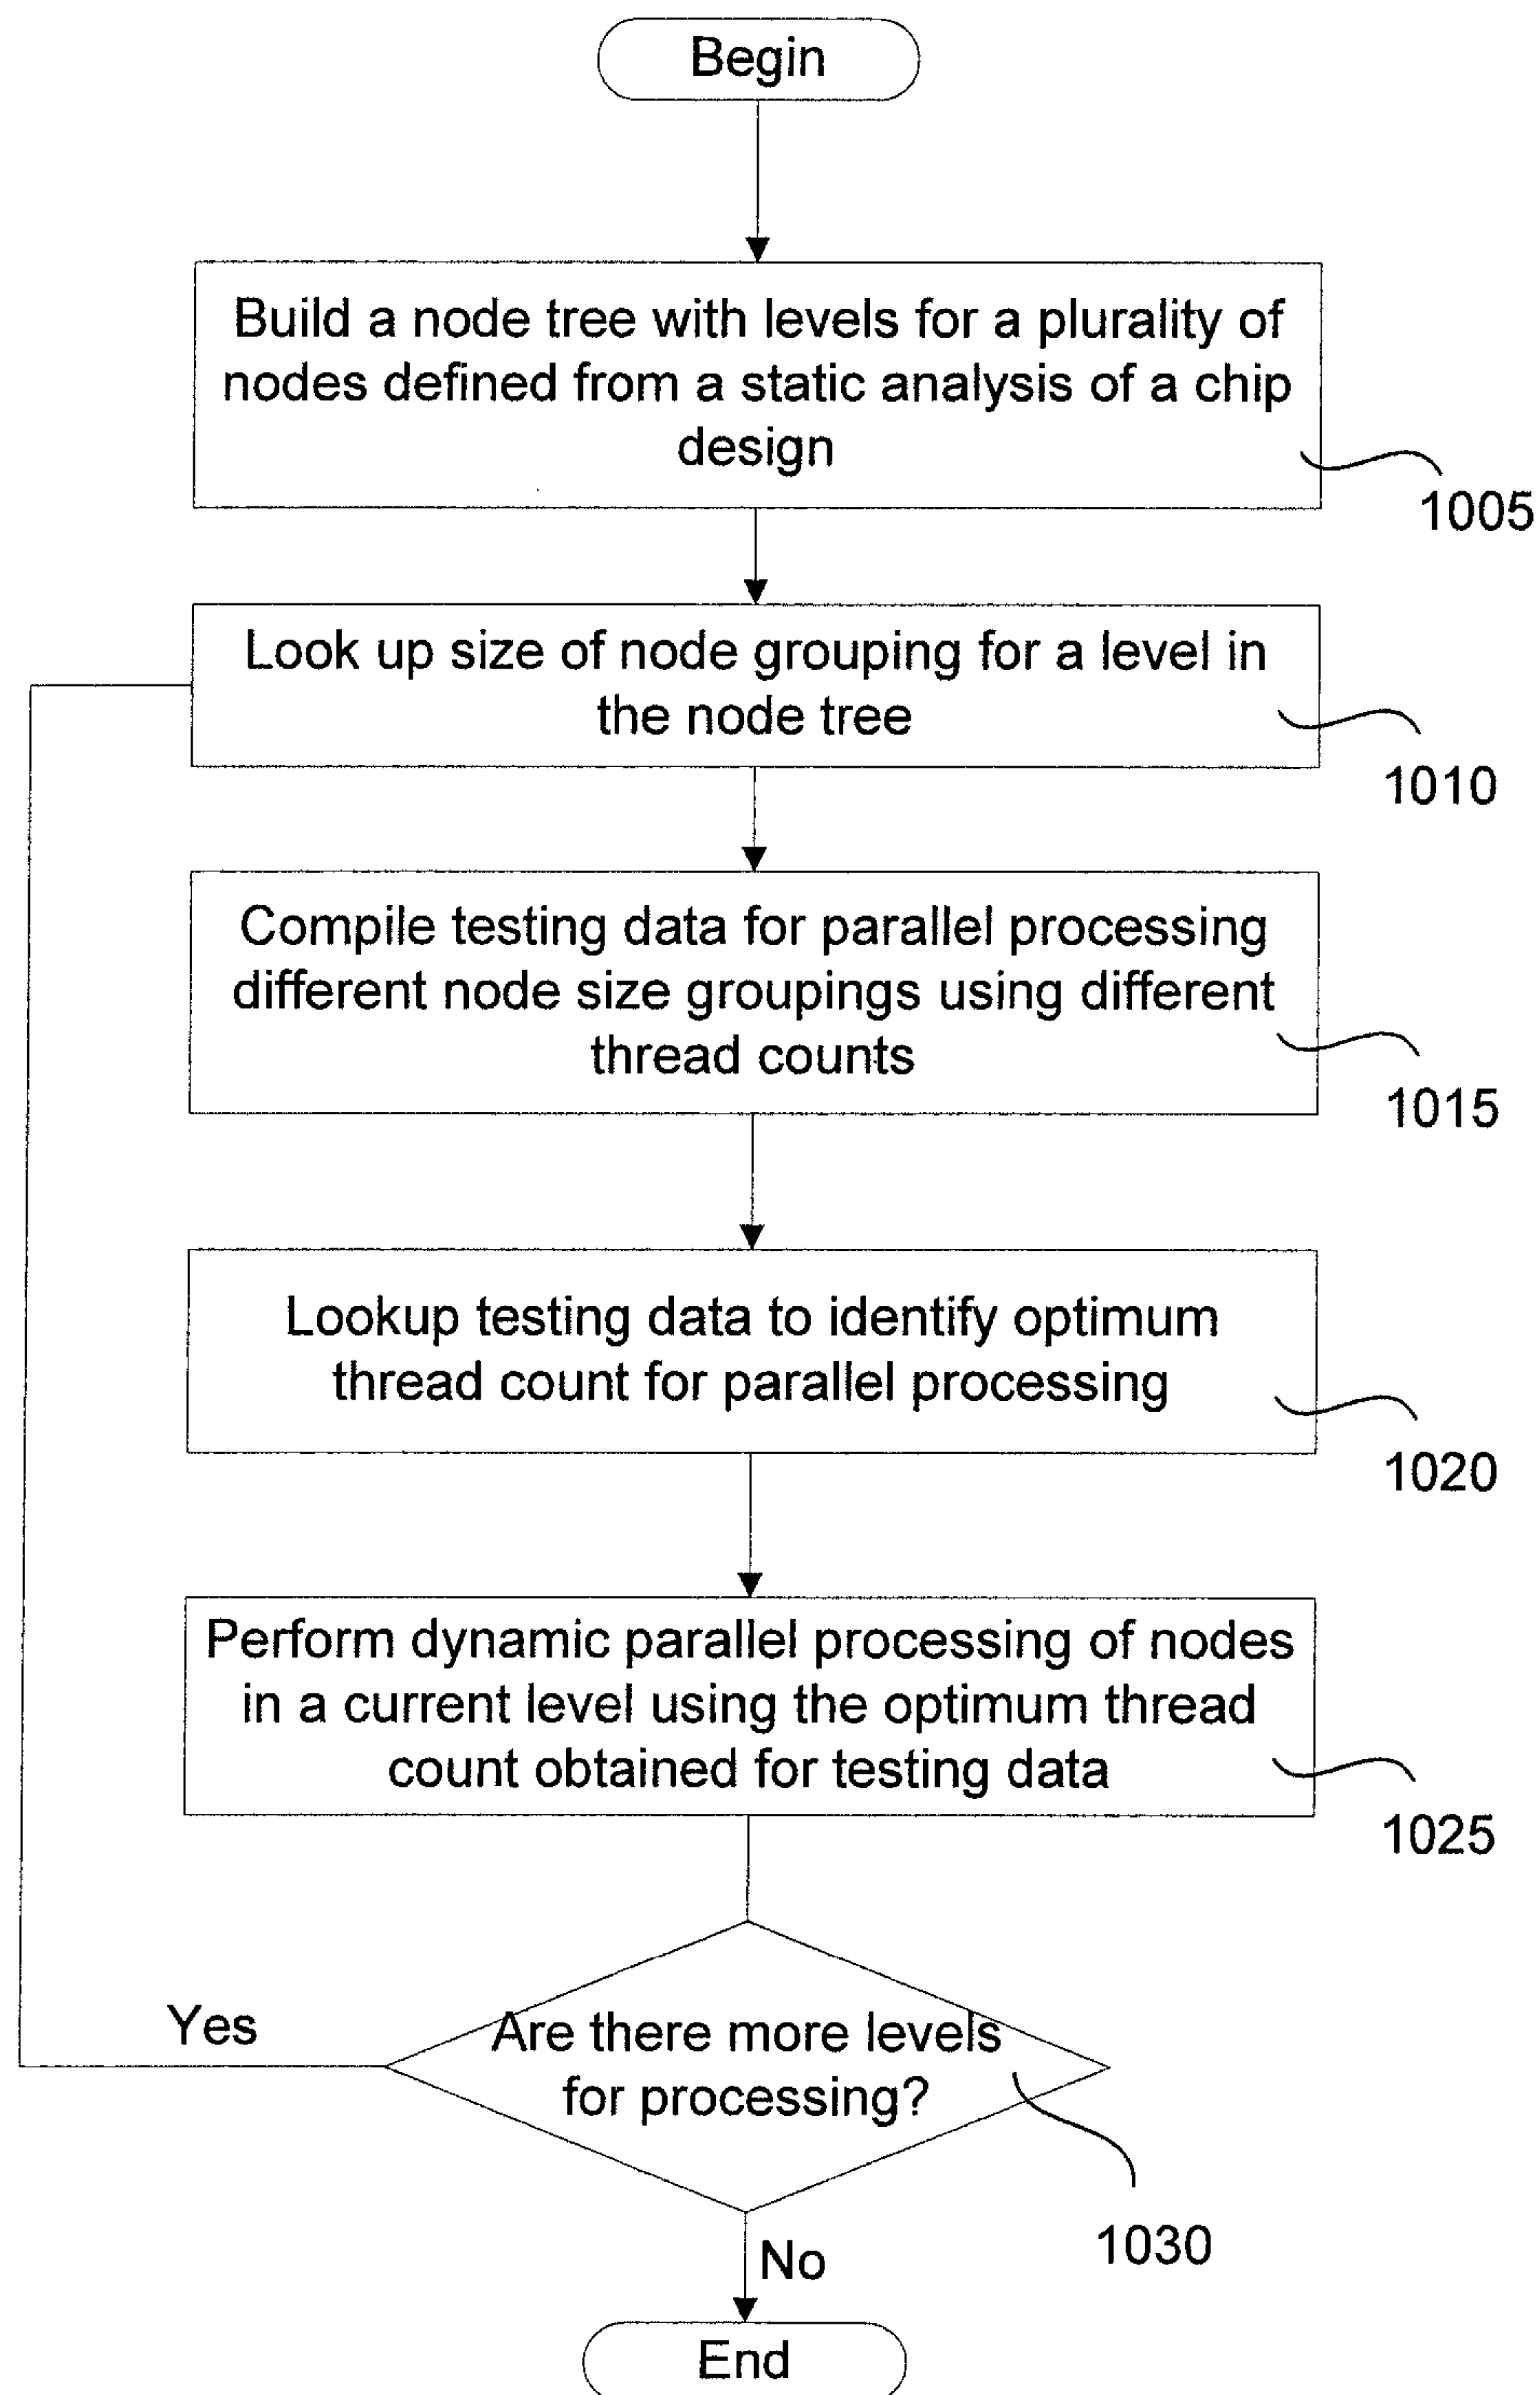 Begin
Build a node tree with levels for a plurality of
nodes defined from a static analysis of a chip
design
1005
Look up size of node grouping for a level in
the node tree
1010
Compile testing data for parallel processing
different node size groupings using different
thread counts
1015
Lookup testing data to identify optimum
thread count for parallel processing
1020
Perform dynamic parallel processing of nodes
in a current level using the optimum thread
count obtained for testing data
1025
Yes
Are there more levels
for processing?
1030
No
End